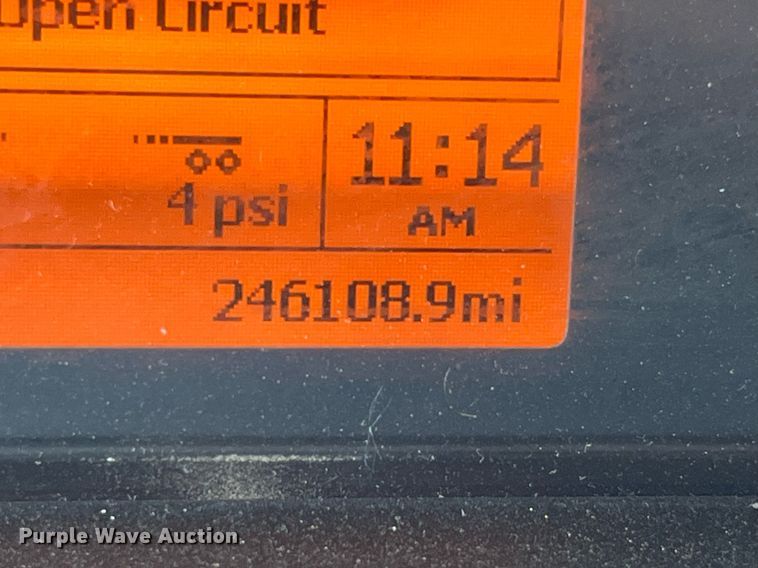 Open Circuit
11:14
4 psi
AM
246108.9mi
Purple Wave Auction